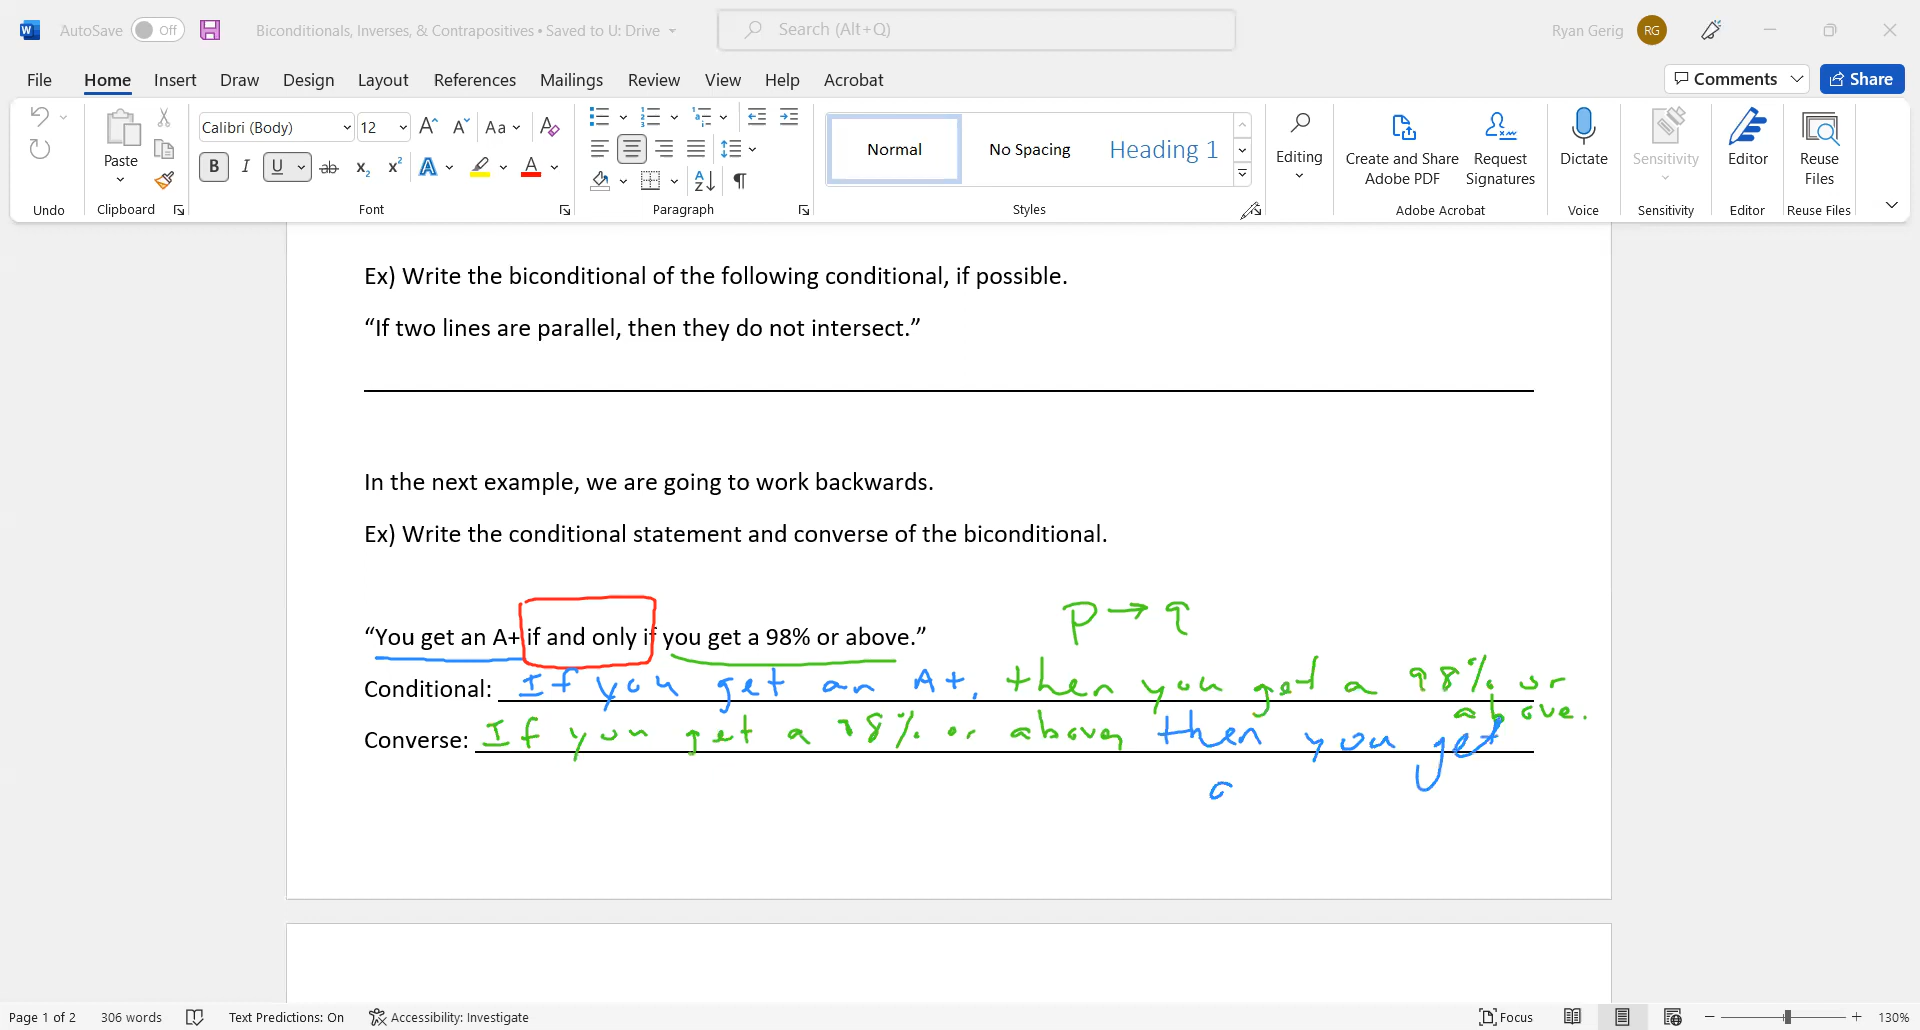 AutoSave Off Biconditionals, Inverses, & Contrapositives • Saved to U: Drive Search (Alt+Q) Ryan Gerig RG
File Home Insert Draw Design Layout References Mailings Review View Help Acrobat Comments Share
Calibri (Body) 12 Aa
Paste B I U ab x₂ x² A A Normal No Spacing Heading 1 Editing Create and Share Adobe PDF Request Signatures Dictate Sensitivity Editor Reuse Files
Undo Clipboard Font Paragraph Styles Adobe Acrobat Voice Sensitivity Editor Reuse Files
Ex) Write the biconditional of the following conditional, if possible.
“If two lines are parallel, then they do not intersect.”
In the next example, we are going to work backwards.
Ex) Write the conditional statement and converse of the biconditional.
p → q
“You get an A+ if and only if you get a 98% or above.”
Conditional: If you get an A+, then you get a 98% or
above.
Converse: If you get a 98% or above, then you get
a
Page 1 of 2 306 words Text Predictions: On Accessibility: Investigate Focus 130%